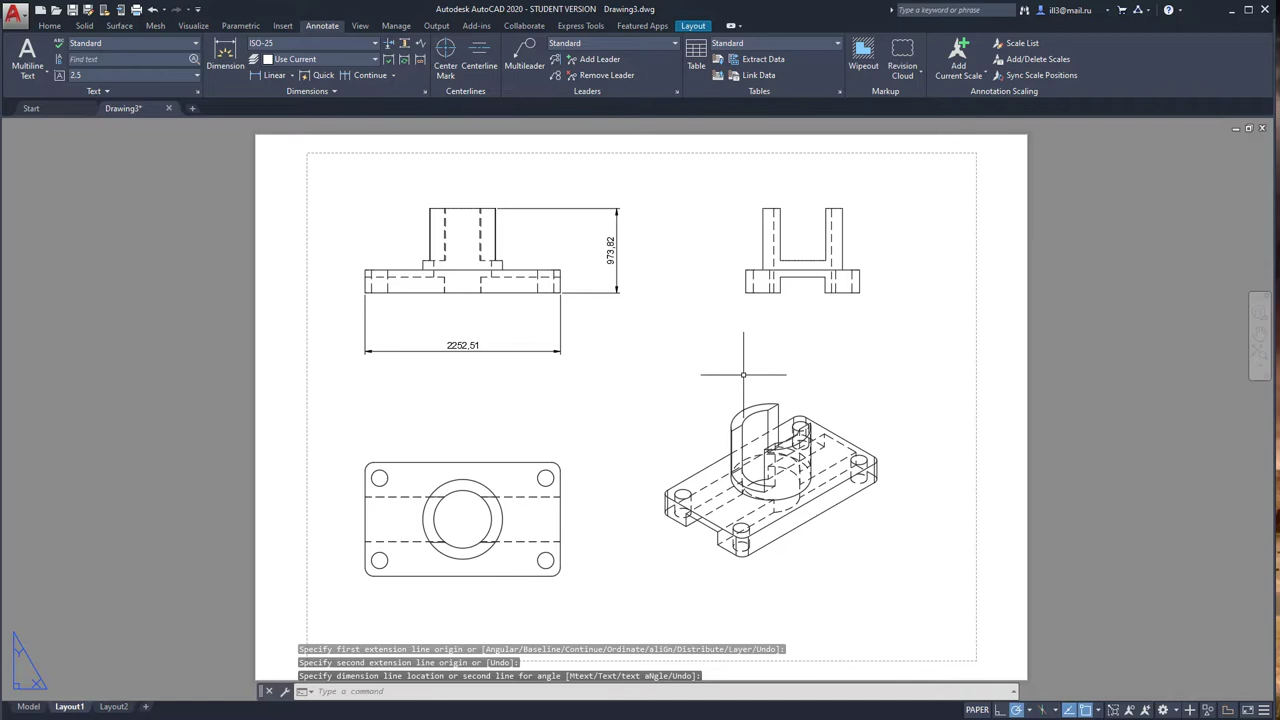 Autodesk AutoCAD 2020 - STUDENT VERSION Drawing3.dwg
Type a keyword or phrase
ill3@mail.ru
Home Solid Surface Mesh Visualize Parametric Insert Annotate View Manage Output Add-ins Collaborate Express Tools Featured Apps Layout
Multiline
Text
Standard
Find text
2.5
Text
Dimension
ISO-25
Use Current
Linear Quick Continue
Dimensions
Center
Mark
Centerline
Centerlines
Multileader
Standard
Add Leader
Remove Leader
Leaders
Table
Standard
Extract Data
Link Data
Tables
Wipeout
Revision
Cloud
Markup
Add
Current Scale
Scale List
Add/Delete Scales
Sync Scale Positions
Annotation Scaling
Start Drawing3*
973,82
2252,51
Specify first extension line origin or [Angular/Baseline/Continue/Ordinate/aliGn/Distribute/Layer/Undo]:
Specify second extension line origin or [Undo]:
Specify dimension line location or second line for angle [Mtext/Text/text aNgle/Undo]:
Type a command
Y
X
Model Layout1 Layout2
PAPER